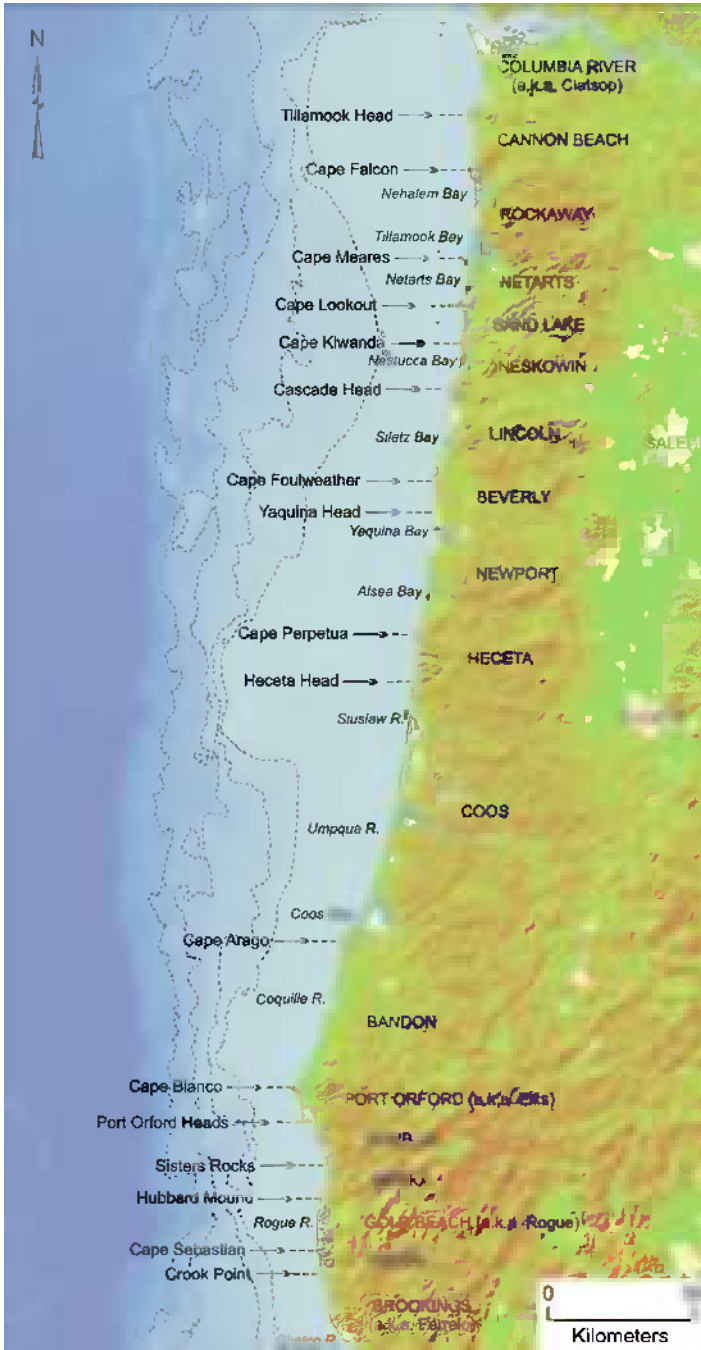 N
COLUMBIA RIVER
(a.k.a. Clatsop)
Tillamook Head
CANNON BEACH
Cape Falcon
Nehalem Bay
ROCKAWAY
Tillamook Bay
Cape Meares
Netarts Bay
NETARTS
Cape Lookout
SAND LAKE
Cape Kiwanda
Nestucca Bay
NESKOWIN
Cascade Head
Siletz Bay
LINCOLN
SALEM
Cape Foulweather
BEVERLY
Yaquina Head
Yaquina Bay
NEWPORT
Alsea Bay
Cape Perpetua
HECETA
Heceta Head
Siuslaw R.
COOS
Umpqua R.
Coos
Cape Arago
Coquille R.
BANDON
Cape Blanco
PORT ORFORD (a.k.a. Elks)
Port Orford Heads
Sisters Rocks
Hubbard Mound
Rogue R.
GOLD BEACH (a.k.a. Rogue)
Cape Sebastian
Crook Point
BROOKINGS
(a.k.a. Ferrelo)
Chetco R.
0
Kilometers